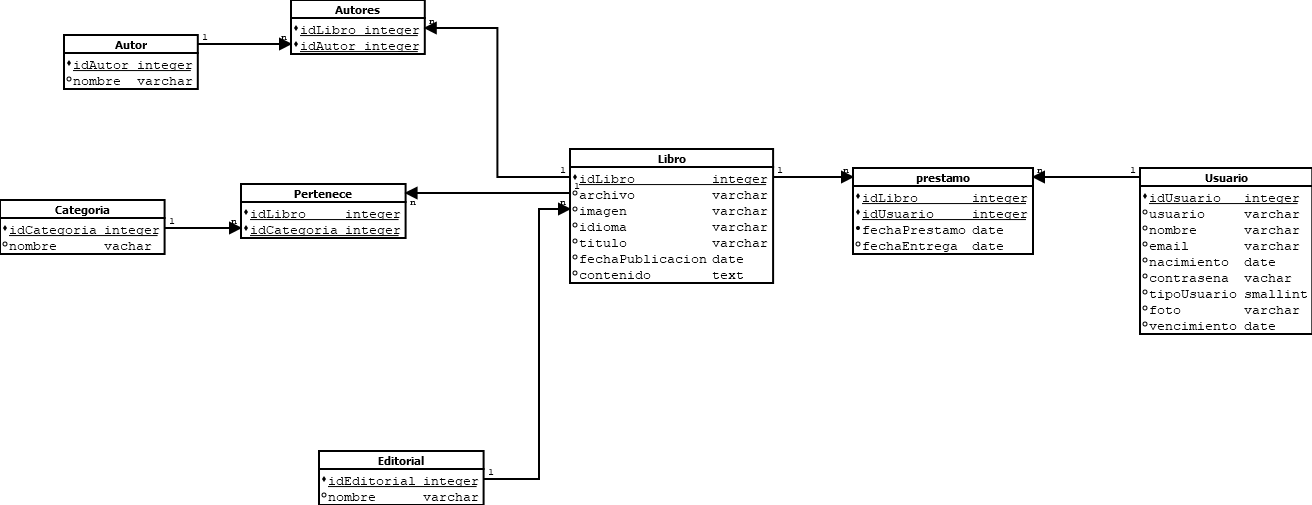 Autores
idLibro integer
idAutor integer
n
Autor
idAutor integer
nombre varchar
1
n
Categoria
idCategoria integer
nombre vachar
1
n
Pertenece
idLibro integer
idCategoria integer
n
Libro
idLibro integer
archivo varchar
imagen varchar
idioma varchar
titulo varchar
fechaPublicacion date
contenido text
1
1
n
1
prestamo
idLibro integer
idUsuario integer
fechaPrestamo date
fechaEntrega date
n
n
1
Usuario
idUsuario integer
usuario varchar
nombre varchar
email varchar
nacimiento date
contrasena vachar
tipoUsuario smallint
foto varchar
vencimiento date
Editorial
idEditorial integer
nombre varchar
1